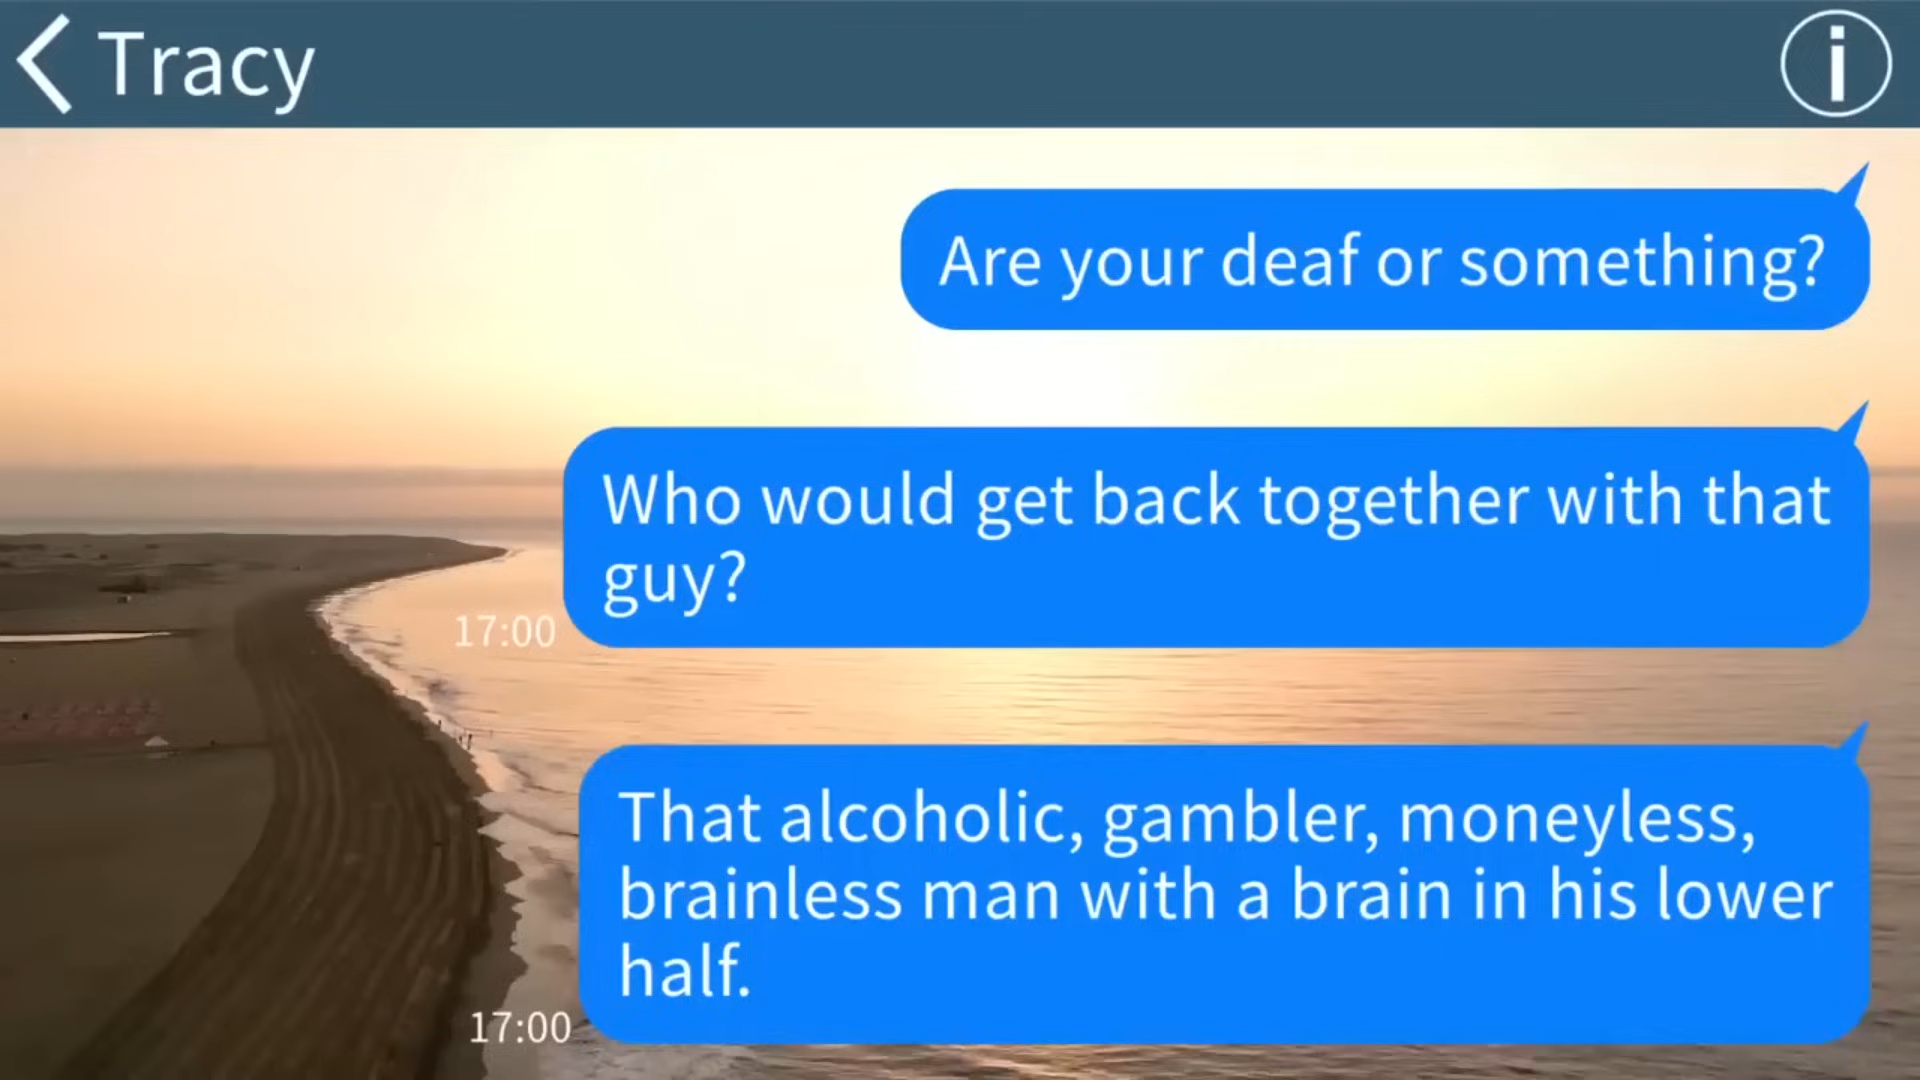 Tracy
Are your deaf or something?
Who would get back together with that
guy?
17:00
That alcoholic, gambler, moneyless,
brainless man with a brain in his lower
half.
17:00